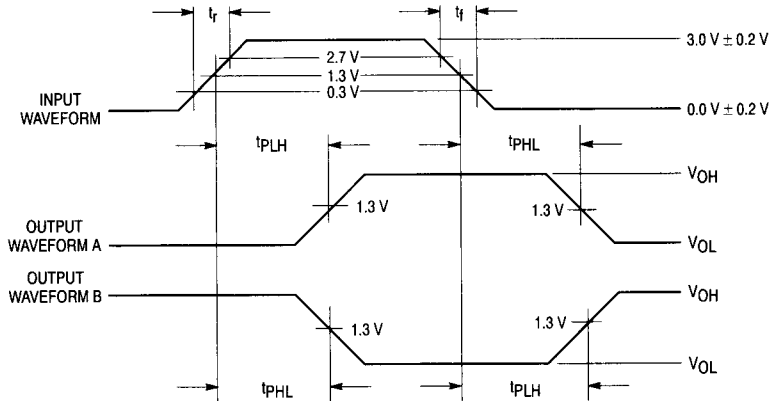 tr
tf
3.0 V ± 0.2 V
2.7 V
1.3 V
0.3 V
INPUT
WAVEFORM
0.0 V ± 0.2 V
tPLH
tPHL
VOH
1.3 V
1.3 V
OUTPUT
WAVEFORM A
VOL
OUTPUT
WAVEFORM B
VOH
1.3 V
1.3 V
VOL
tPHL
tPLH